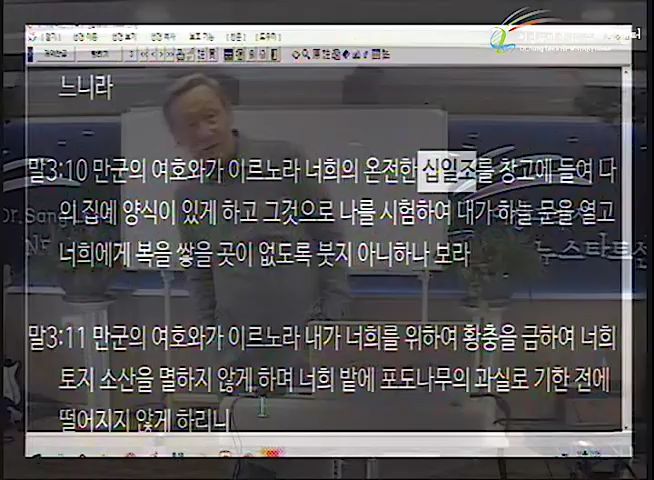 느니라
말3:10 만군의 여호와가 이르노라 너희의 온전한 십일조를 창고에 들여 나
의 집에 양식이 있게 하고 그것으로 나를 시험하여 내가 하늘 문을 열고
너희에게 복을 쌓을 곳이 없도록 붓지 아니하나 보라
Dr.Sang
뉴스타트센
말3:11 만군의 여호와가 이르노라 내가 너희를 위하여 황충을 금하여 너희
토지 소산을 멸하지 않게 하며 너희 밭에 포도나무의 과실로 기한 전에
떨어지지 않게 하리니